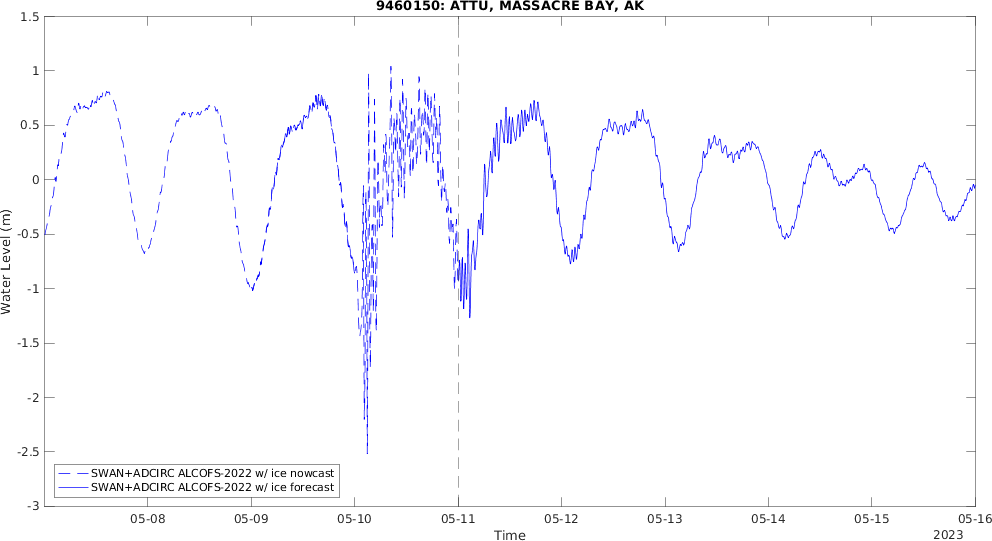 9460150: ATTU, MASSACRE BAY, AK
Water Level (m)
1.5
1
0.5
0
-0.5
-1
-1.5
-2
-2.5
-3
SWAN+ADCIRC ALCOFS-2022 w/ ice nowcast
SWAN+ADCIRC ALCOFS-2022 w/ ice forecast
05-08 05-09 05-10 05-11 05-12 05-13 05-14 05-15 05-16
Time
2023